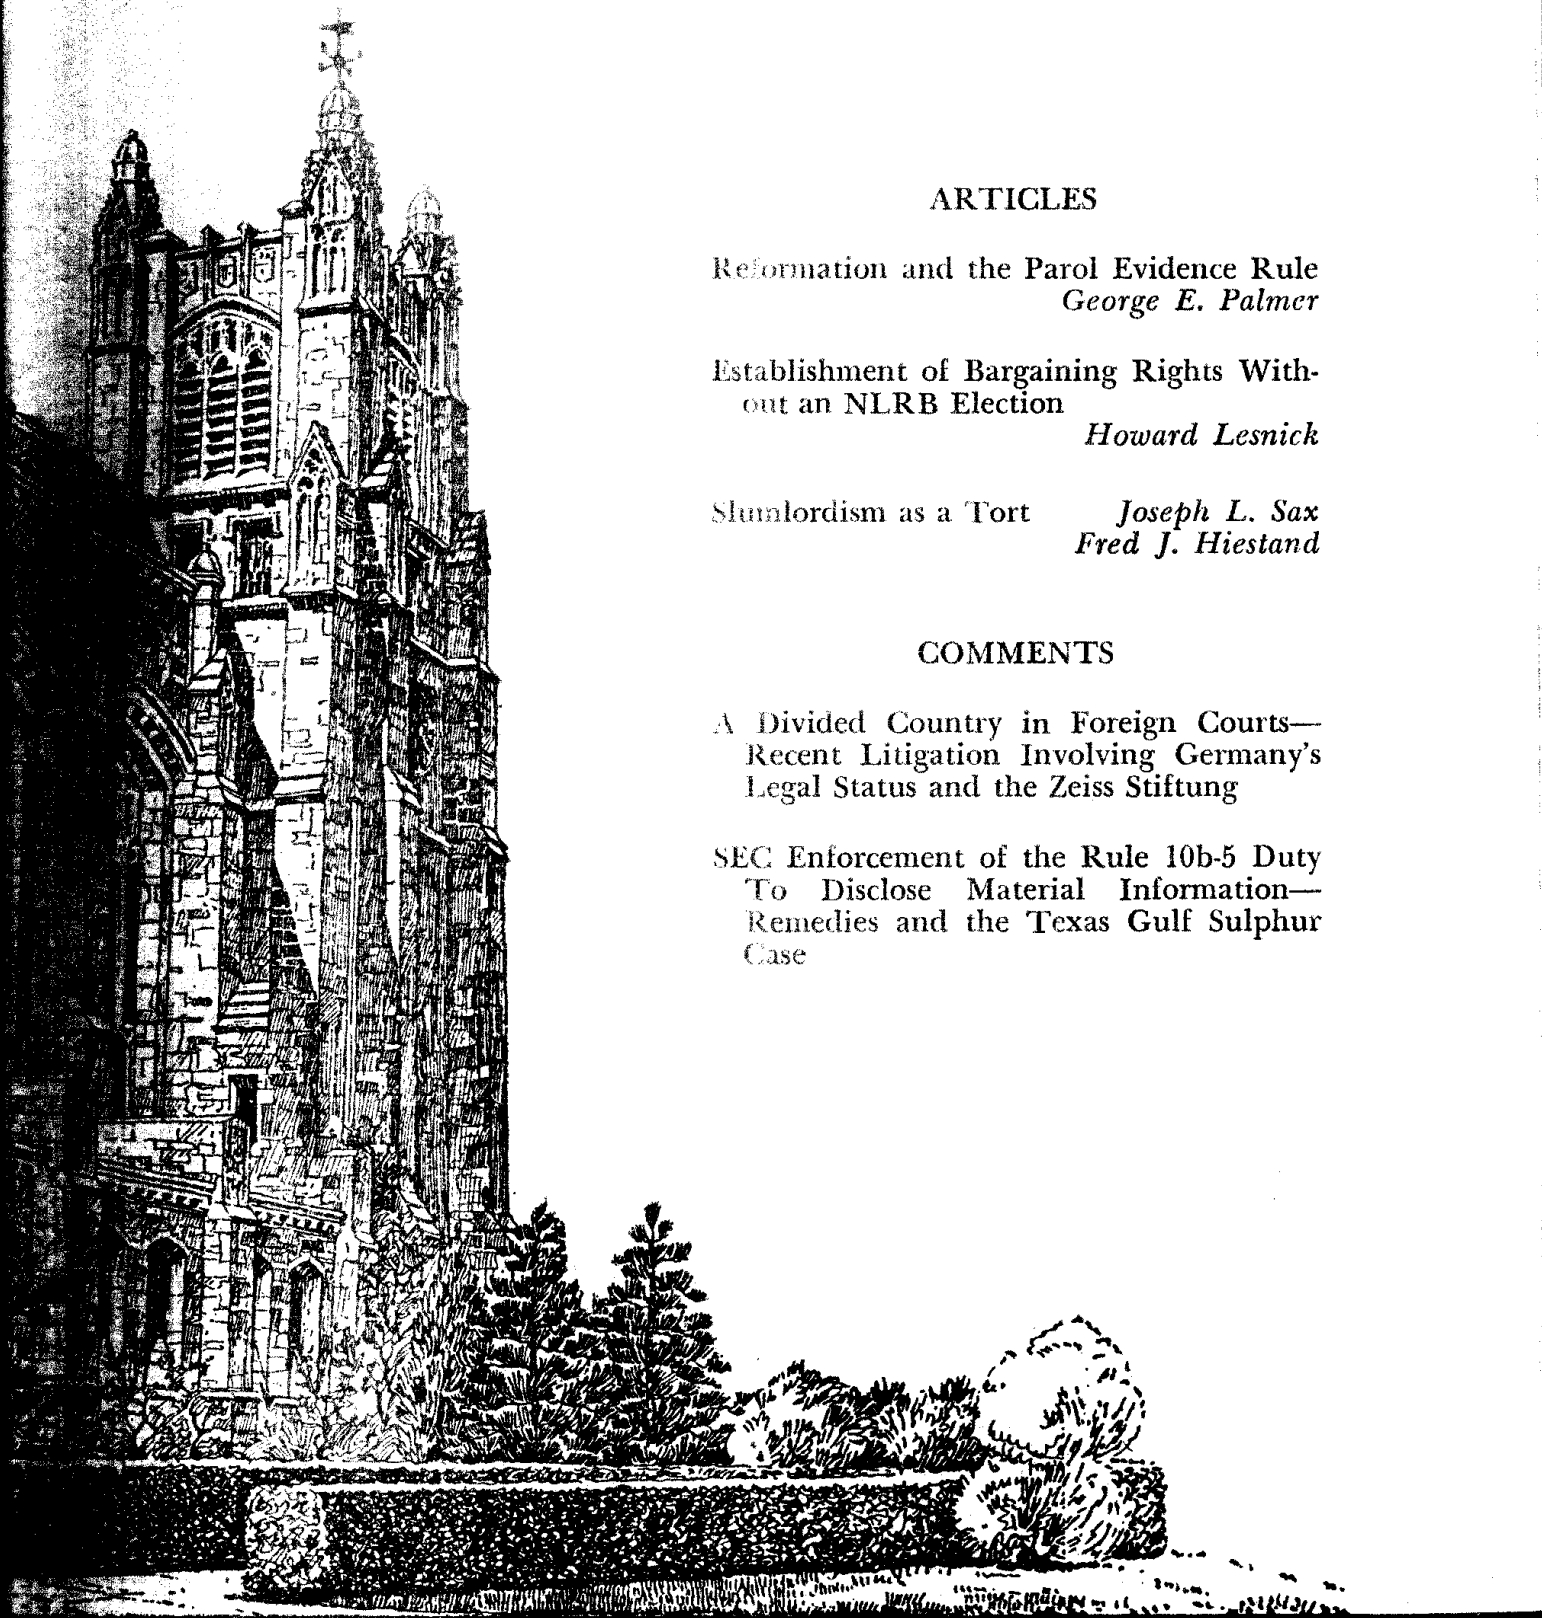 ARTICLES
Reformation and the Parol Evidence Rule
George E. Palmer
Establishment of Bargaining Rights With-
out an NLRB Election
Howard Lesnick
Slumlordism as a Tort Joseph L. Sax
Fred J. Hiestand
COMMENTS
A Divided Country in Foreign Courts—
Recent Litigation Involving Germany's
Legal Status and the Zeiss Stiftung
SEC Enforcement of the Rule 10b-5 Duty
To Disclose Material Information—
Remedies and the Texas Gulf Sulphur
Case